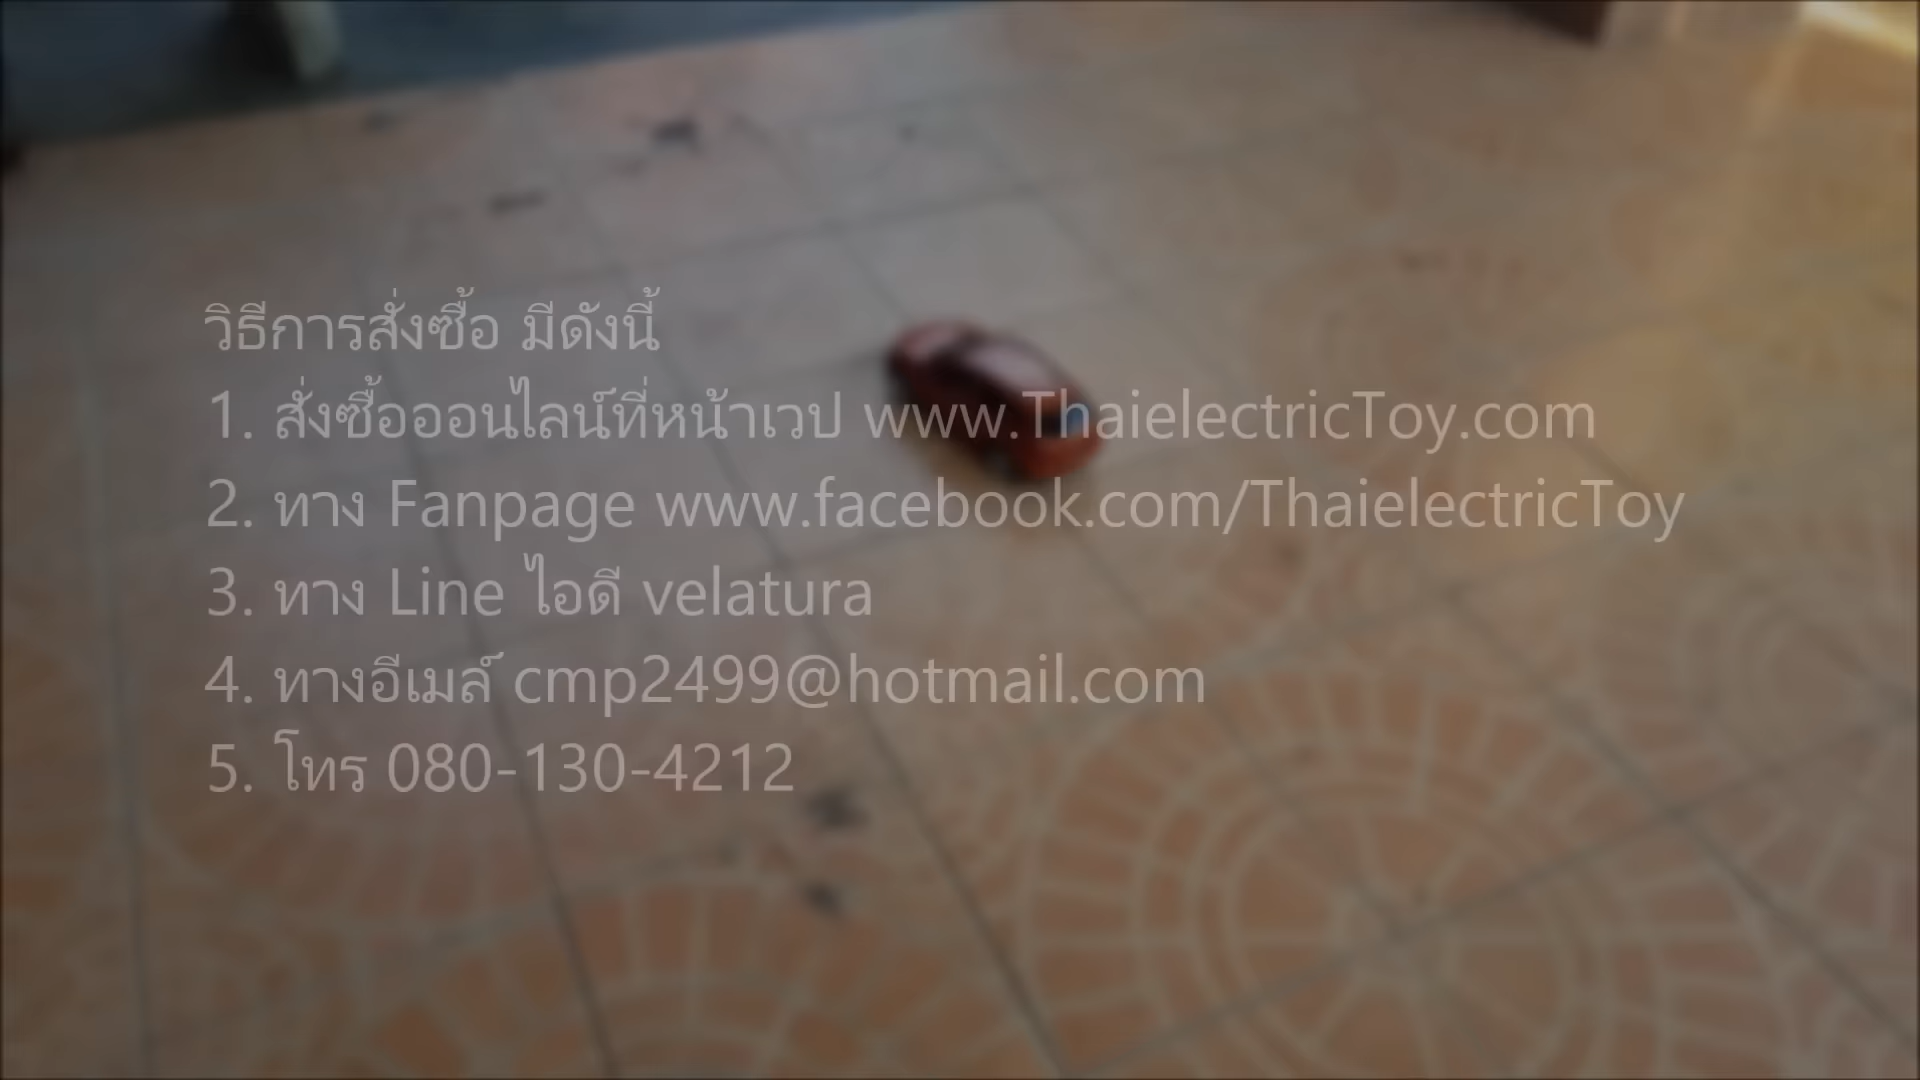 วิธีการสั่งซื้อ มีดังนี้
1. สั่งซื้อออนไลน์ที่หน้าเวป www.ThaielectricToy.com
2. ทาง Fanpage www.facebook.com/ThaielectricToy
3. ทาง Line ไอดี velatura
4. ทางอีเมล์ cmp2499@hotmail.com
5. โทร 080-130-4212